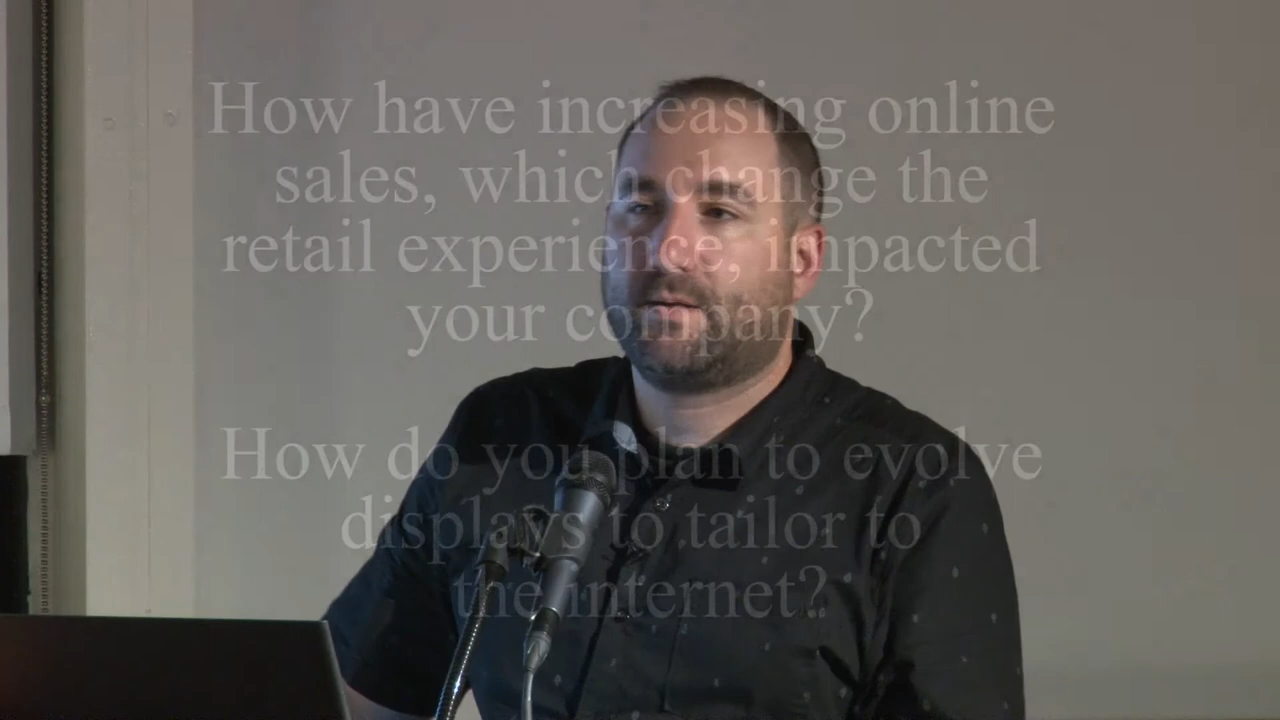 How have increasing online
sales, which change the
retail experience, impacted
your company?
How do you plan to evolve
displays to tailor to
the internet?